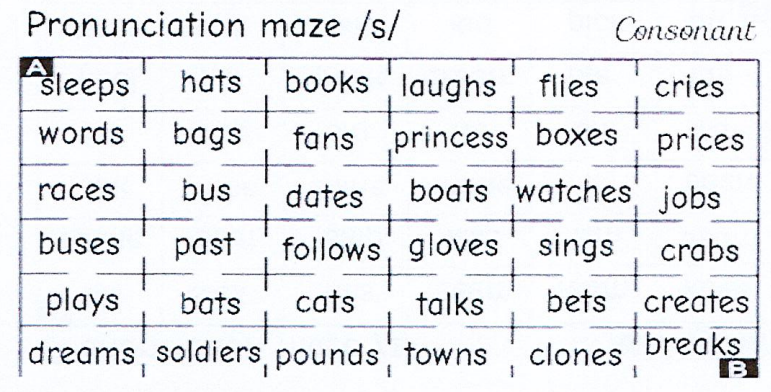 Pronunciation maze /s/ Consonant
A
sleeps hats books laughs flies cries
words bags fans princess boxes prices
races bus dates boats watches jobs
buses past follows gloves sings crabs
plays bats cats talks bets creates
dreams soldiers pounds towns clones breaks
B